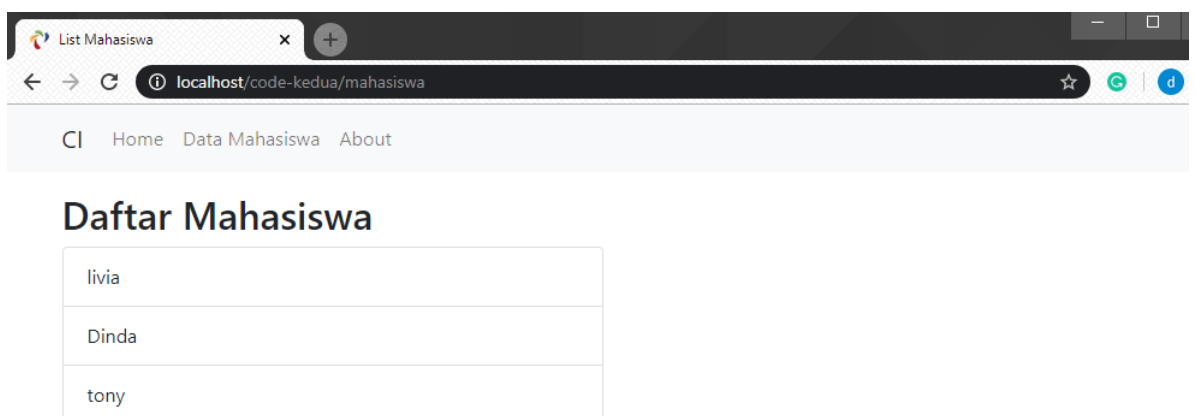 List Mahasiswa
localhost/code-kedua/mahasiswa
d
CI Home Data Mahasiswa About
Daftar Mahasiswa
livia
Dinda
tony